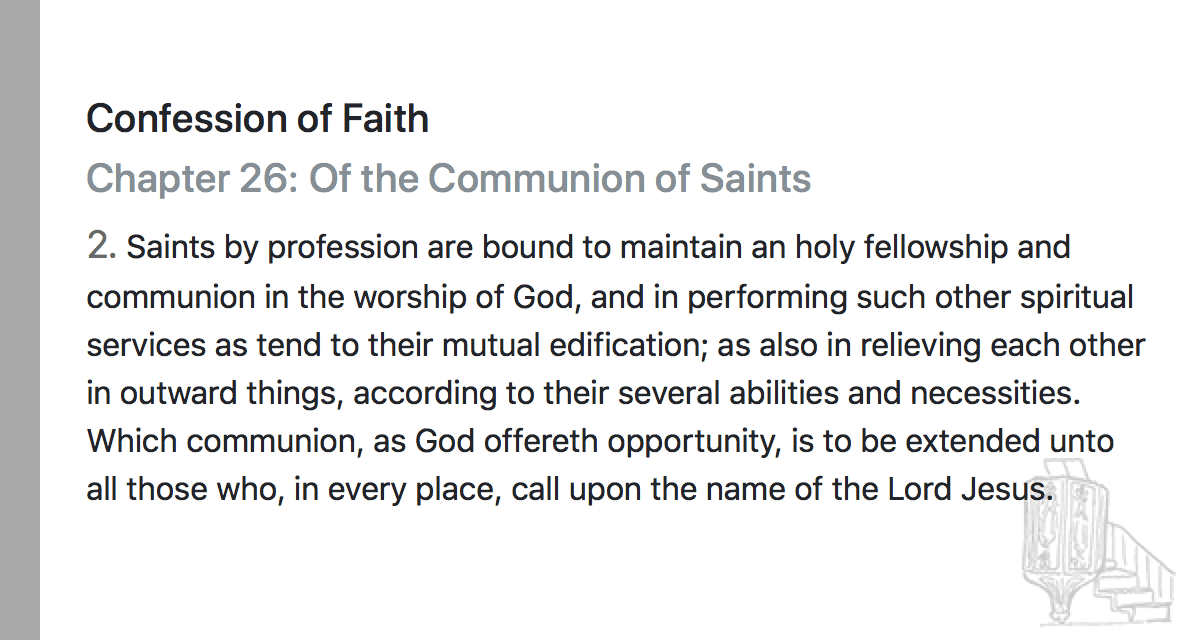 Confession of Faith
Chapter 26: Of the Communion of Saints
2. Saints by profession are bound to maintain an holy fellowship and
communion in the worship of God, and in performing such other spiritual
services as tend to their mutual edification; as also in relieving each other
in outward things, according to their several abilities and necessities.
Which communion, as God offereth opportunity, is to be extended unto
all those who, in every place, call upon the name of the Lord Jesus.